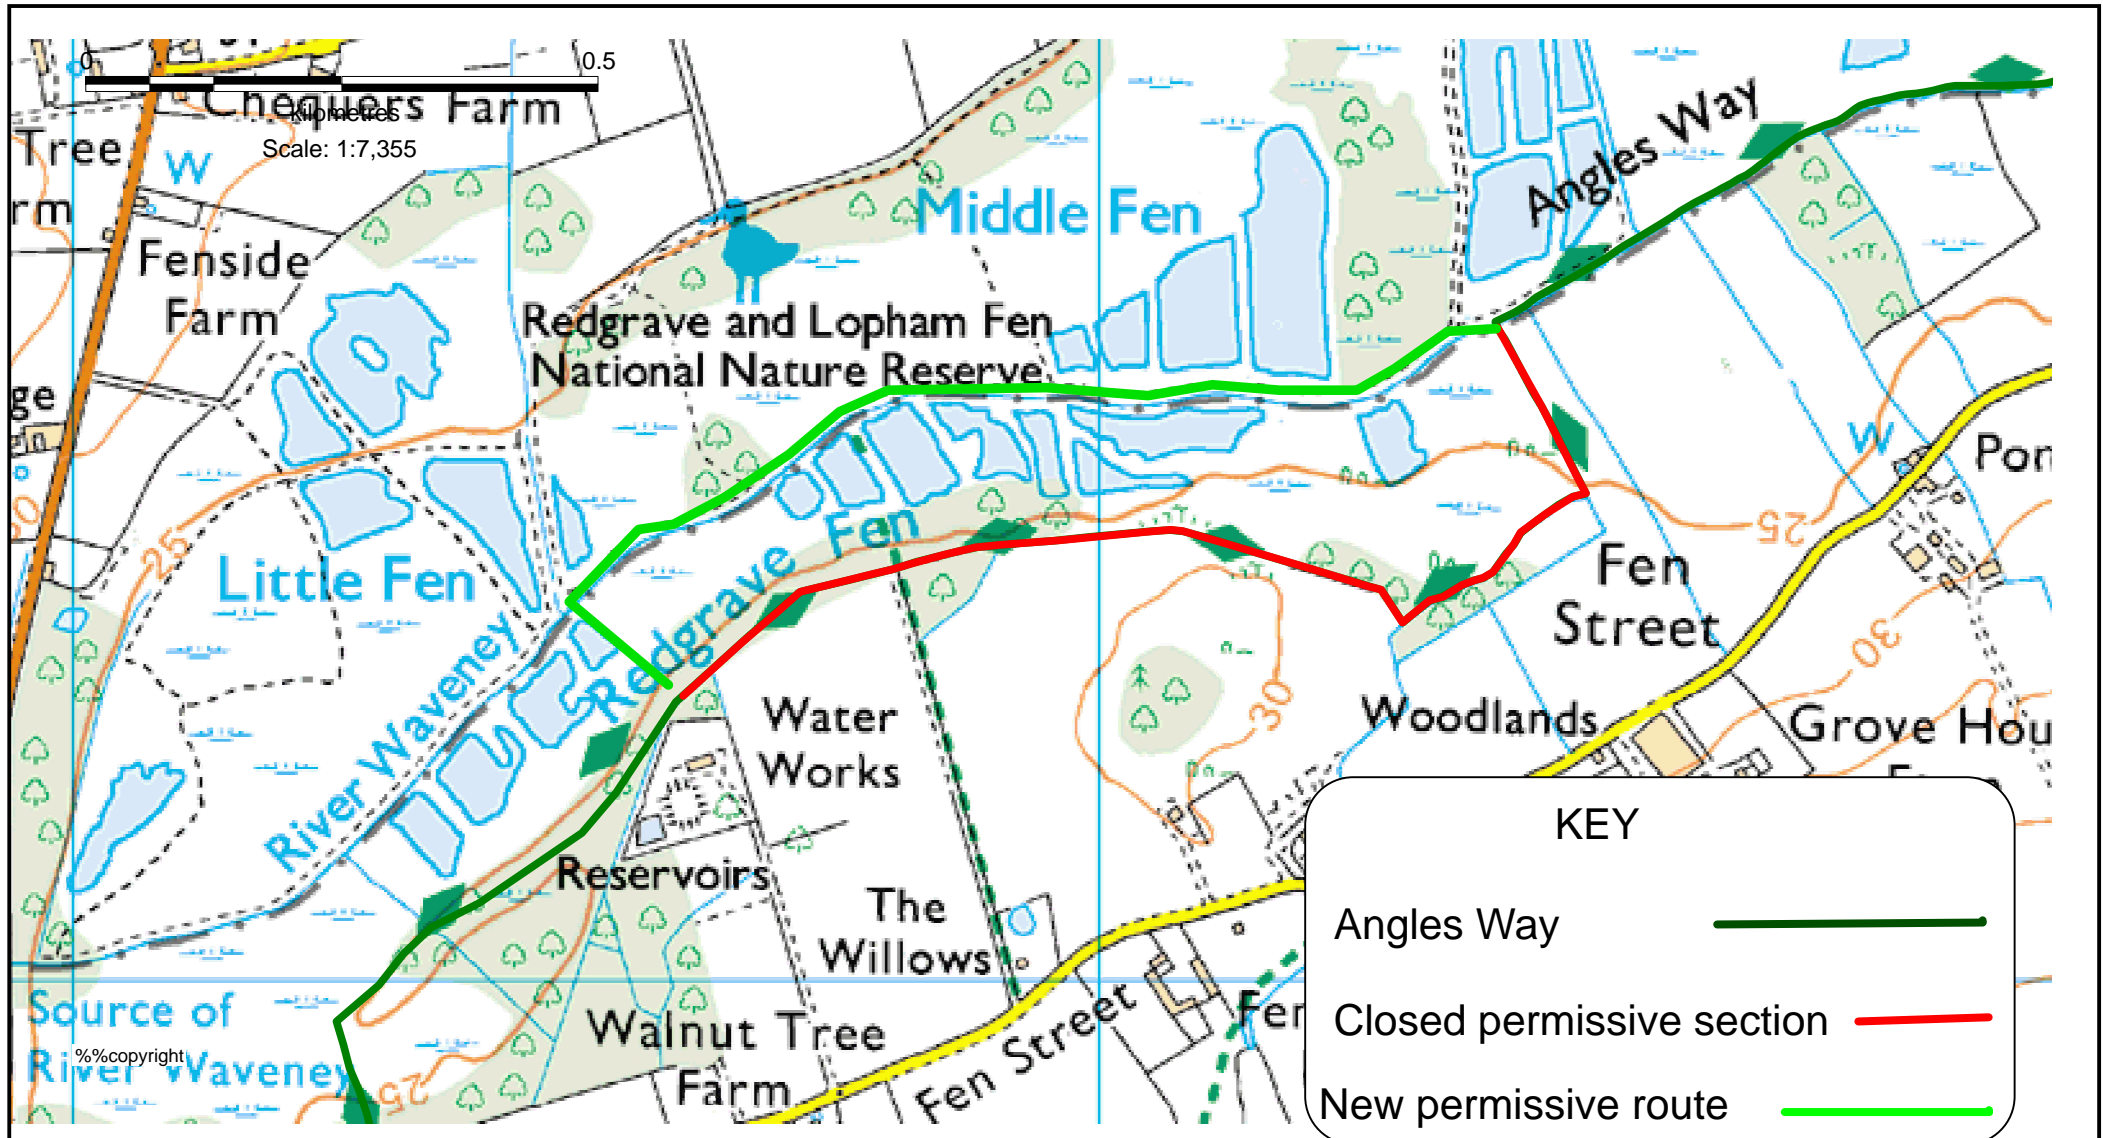 0
0.5
kilometres
Scale: 1:7,355
Chequers Farm
Tree
rm
W
Fenside
Farm
ge
Middle Fen
Angles Way
Redgrave and Lopham Fen
National Nature Reserve
W
Pon
25
Little Fen
Redgrave Fen
River Waveney
25
Fen
Street
30
30
Water
Works
Woodlands
Grove Hou
Reservoirs
The
Willows
Source of
River Waveney
%%copyright
25
Walnut Tree
Farm
Fen Street
Fen
KEY
Angles Way
Closed permissive section
New permissive route